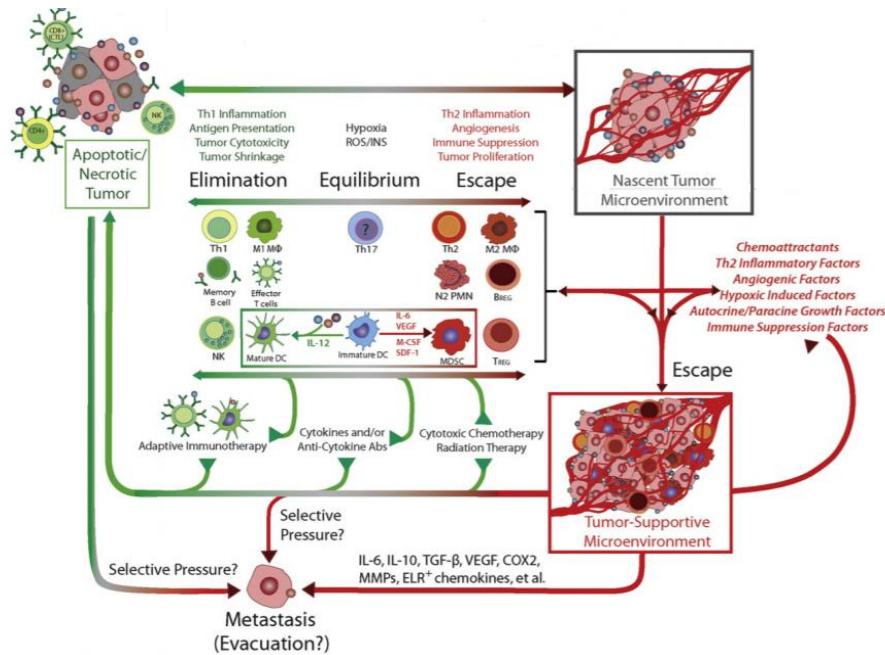 CD8+
(CTL)
NK
CD4+
Apoptotic/
Necrotic
Tumor
Th1 Inflammation
Antigen Presentation
Tumor Cytotoxicity
Tumor Shrinkage
Hypoxia
ROS/INS
Th2 Inflammation
Angiogenesis
Immune Suppression
Tumor Proliferation
Elimination
Equilibrium
Escape
Nascent Tumor
Microenvironment
Th1
M1 MΦ
?
Th17
Th2
M2 MΦ
Memory
B cell
Effector
T cells
N2 PMN
BREG
NK
Mature DC
IL-12
Immature DC
IL-6
VEGF
M-CSF
SDF-1
MDSC
TREG
Chemoattractants
Th2 Inflammatory Factors
Angiogenic Factors
Hypoxic Induced Factors
Autocrine/Paracine Growth Factors
Immune Suppression Factors
Escape
Adaptive Immunotherapy
Cytokines and/or
Anti-Cytokine Abs
Cytotoxic Chemotherapy
Radiation Therapy
Tumor-Supportive
Microenvironment
Selective
Pressure?
Selective Pressure?
IL-6, IL-10, TGF-β, VEGF, COX2,
MMPs, ELR+ chemokines, et al.
Metastasis
(Evacuation?)